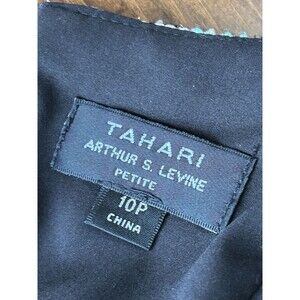 TAHARI
ARTHUR S. LEVINE
PETITE
10P
CHINA